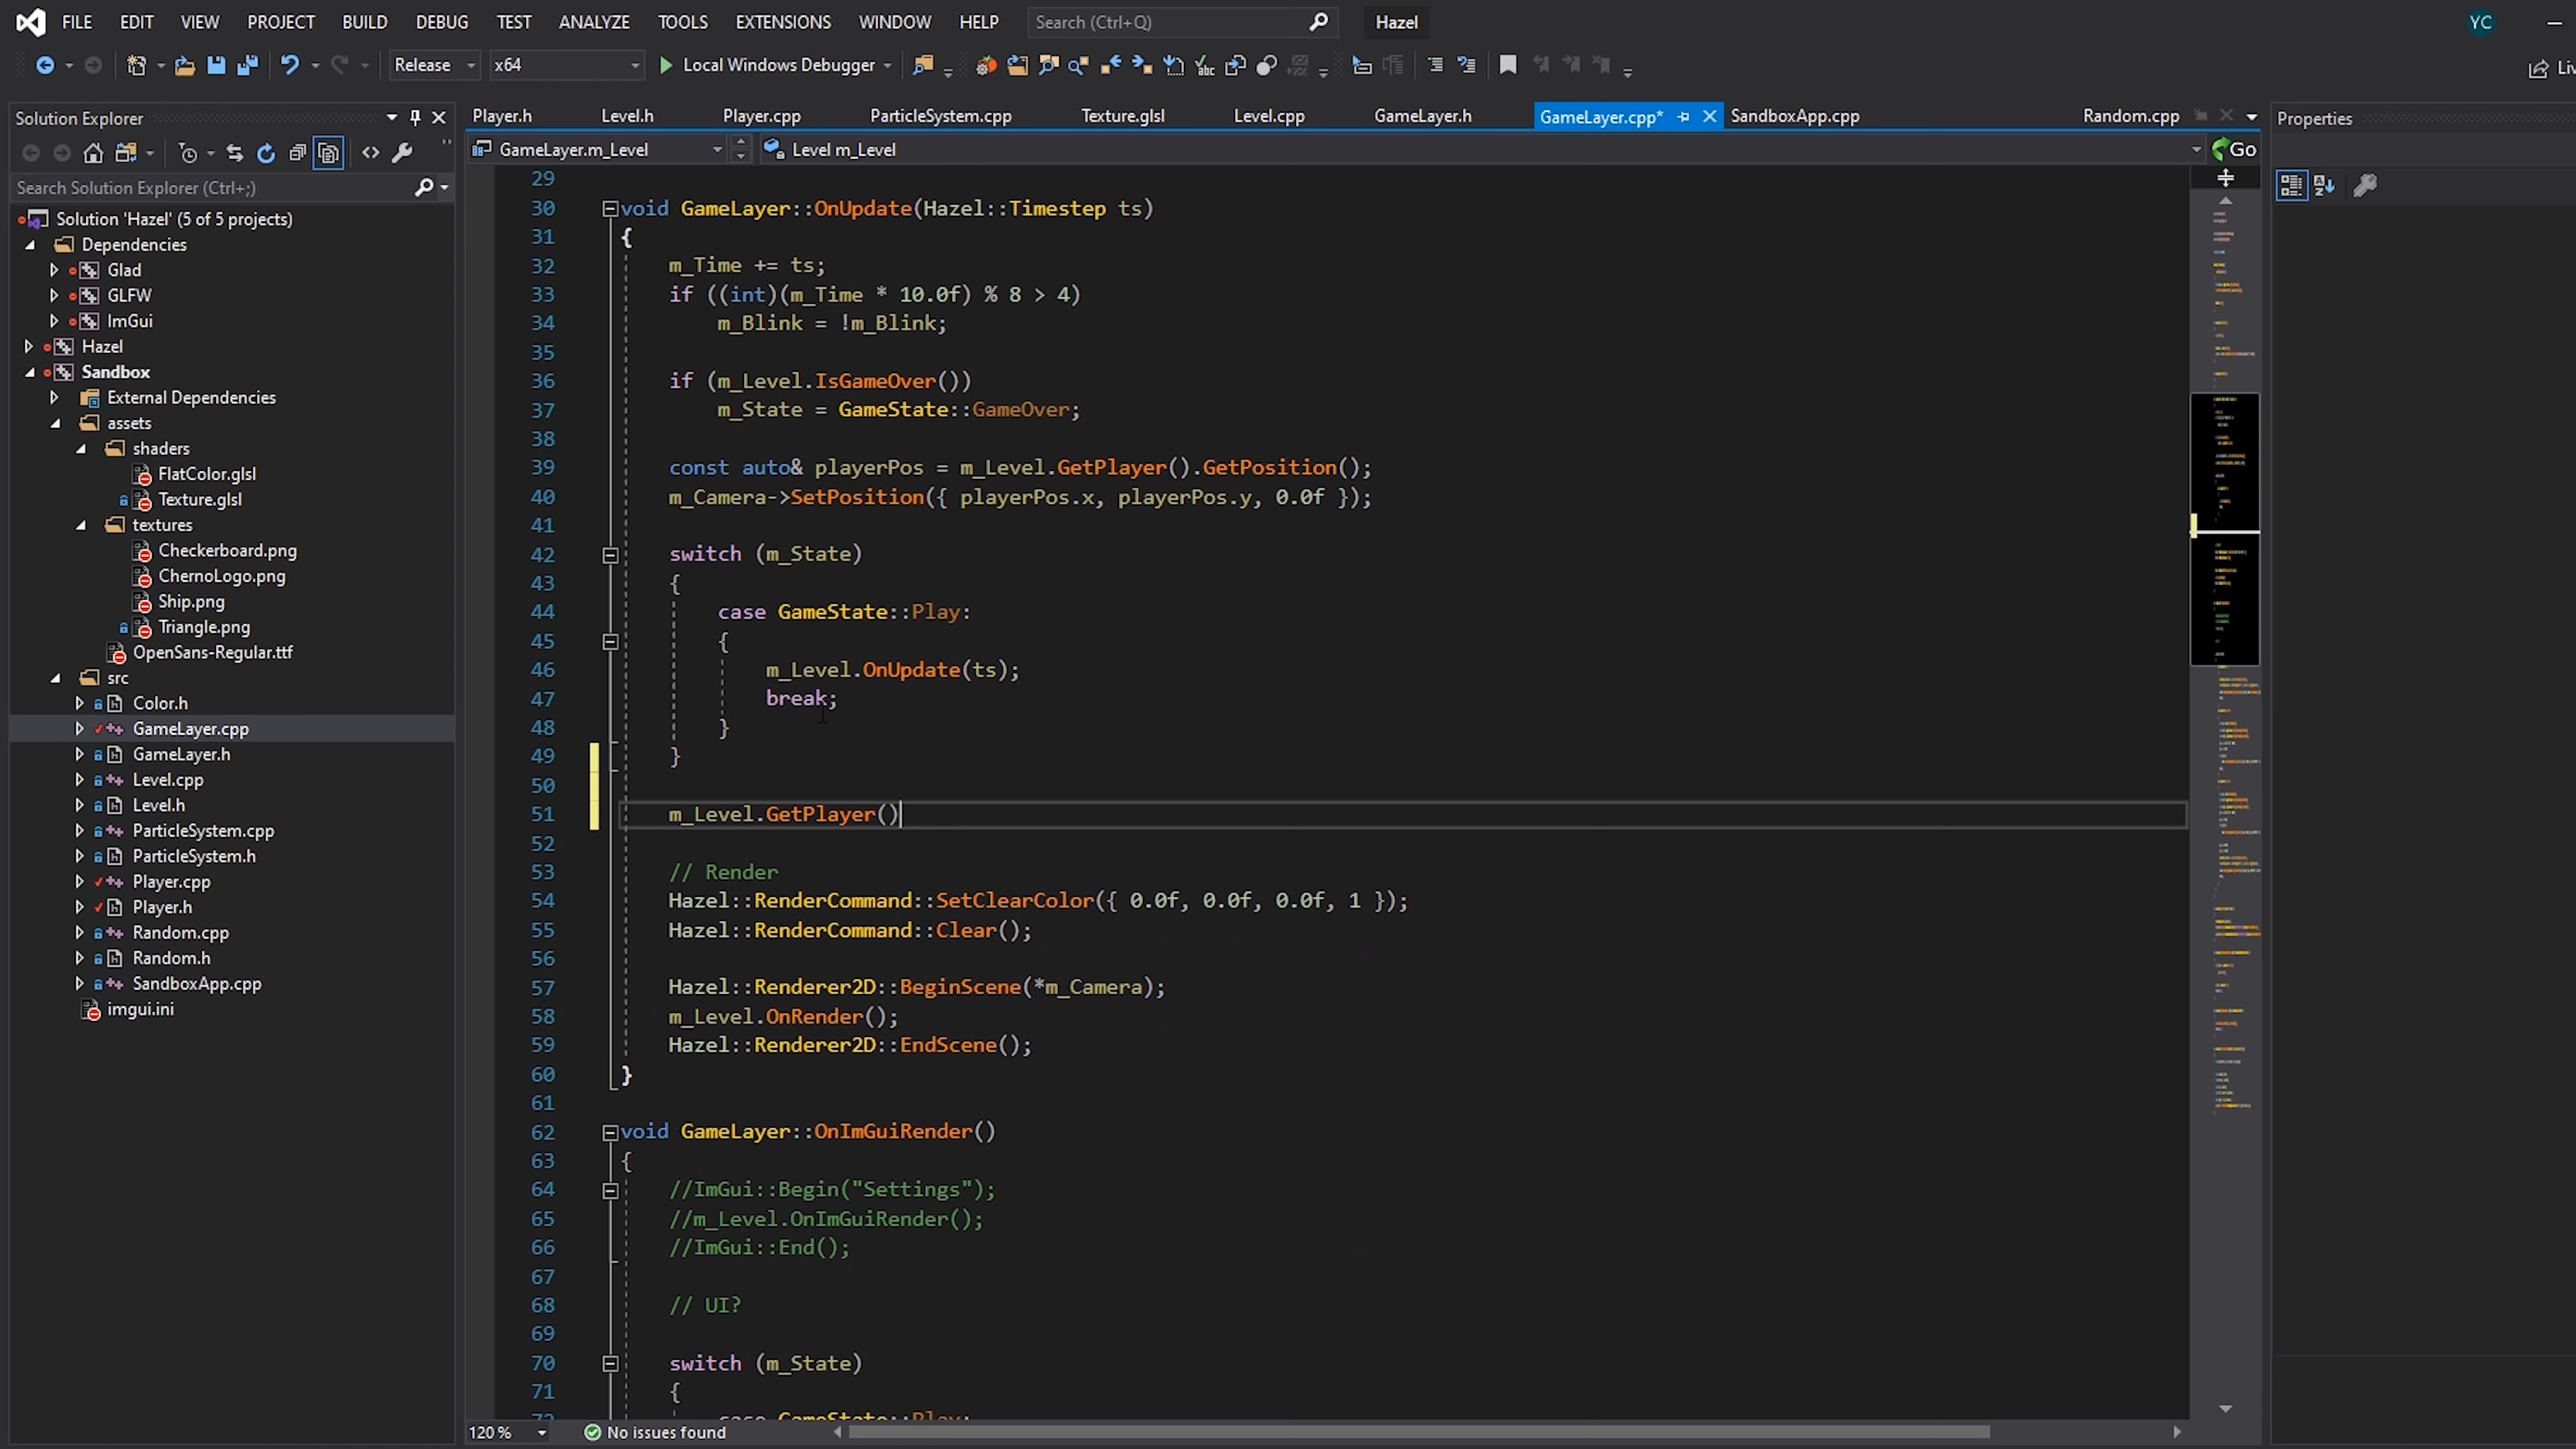 FILE EDIT VIEW PROJECT BUILD DEBUG TEST ANALYZE TOOLS EXTENSIONS WINDOW HELP Search (Ctrl+Q) Hazel YC
Release x64 Local Windows Debugger Liv
Solution Explorer
Search Solution Explorer (Ctrl+;)
Solution 'Hazel' (5 of 5 projects)
Dependencies
Glad
GLFW
ImGui
Hazel
Sandbox
External Dependencies
assets
shaders
FlatColor.glsl
Texture.glsl
textures
Checkerboard.png
ChernoLogo.png
Ship.png
Triangle.png
OpenSans-Regular.ttf
src
Color.h
GameLayer.cpp
GameLayer.h
Level.cpp
Level.h
ParticleSystem.cpp
ParticleSystem.h
Player.cpp
Player.h
Random.cpp
Random.h
SandboxApp.cpp
imgui.ini
Player.h Level.h Player.cpp ParticleSystem.cpp Texture.glsl Level.cpp GameLayer.h GameLayer.cpp* SandboxApp.cpp Random.cpp
GameLayer.m_Level Level m_Level Go
29
30 void GameLayer::OnUpdate(Hazel::Timestep ts)
31 {
32 m_Time += ts;
33 if ((int)(m_Time * 10.0f) % 8 > 4)
34 m_Blink = !m_Blink;
35
36 if (m_Level.IsGameOver())
37 m_State = GameState::GameOver;
38
39 const auto& playerPos = m_Level.GetPlayer().GetPosition();
40 m_Camera->SetPosition({ playerPos.x, playerPos.y, 0.0f });
41
42 switch (m_State)
43 {
44 case GameState::Play:
45 {
46 m_Level.OnUpdate(ts);
47 break;
48 }
49 }
50
51 m_Level.GetPlayer()
52
53 // Render
54 Hazel::RenderCommand::SetClearColor({ 0.0f, 0.0f, 0.0f, 1 });
55 Hazel::RenderCommand::Clear();
56
57 Hazel::Renderer2D::BeginScene(*m_Camera);
58 m_Level.OnRender();
59 Hazel::Renderer2D::EndScene();
60 }
61
62 void GameLayer::OnImGuiRender()
63 {
64 //ImGui::Begin("Settings");
65 //m_Level.OnImGuiRender();
66 //ImGui::End();
67
68 // UI?
69
70 switch (m_State)
71 {
72 case GameState::Play:
120 % No issues found
Properties